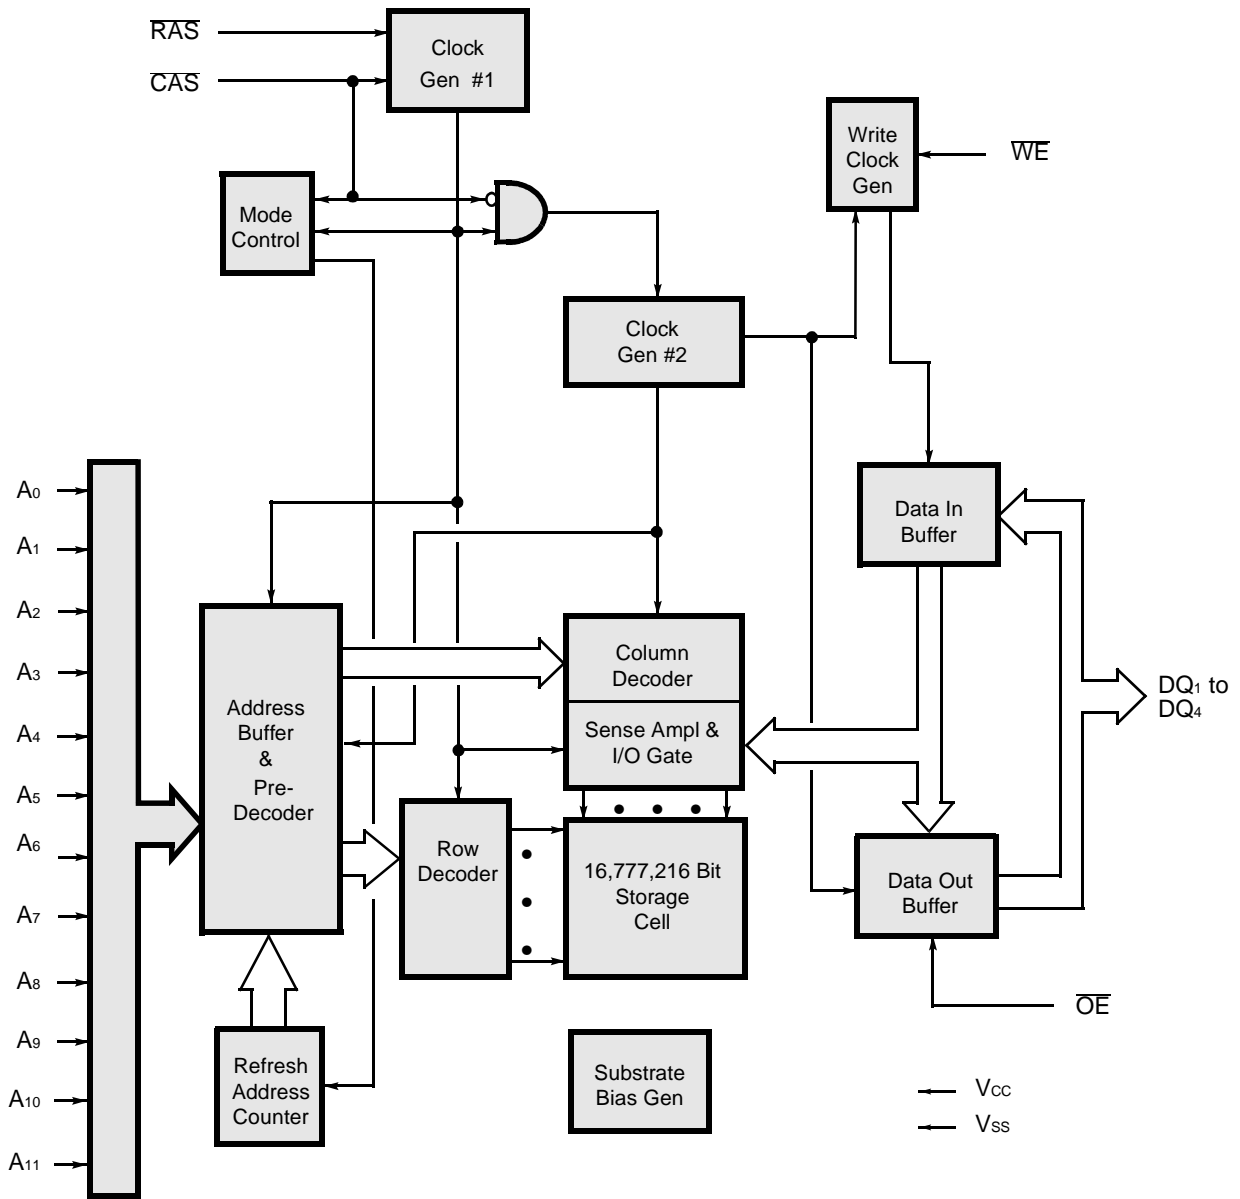 RAS
CAS
Clock
Gen #1
Write
Clock
Gen
WE
Mode
Control
Clock
Gen #2
A0
A1
A2
A3
A4
A5
A6
A7
A8
A9
A10
A11
Data In
Buffer
Address
Buffer
&
Pre-
Decoder
Column
Decoder
Sense Ampl &
I/O Gate
DQ1 to
DQ4
Row
Decoder
16,777,216 Bit
Storage
Cell
Data Out
Buffer
OE
Refresh
Address
Counter
Substrate
Bias Gen
VCC
VSS